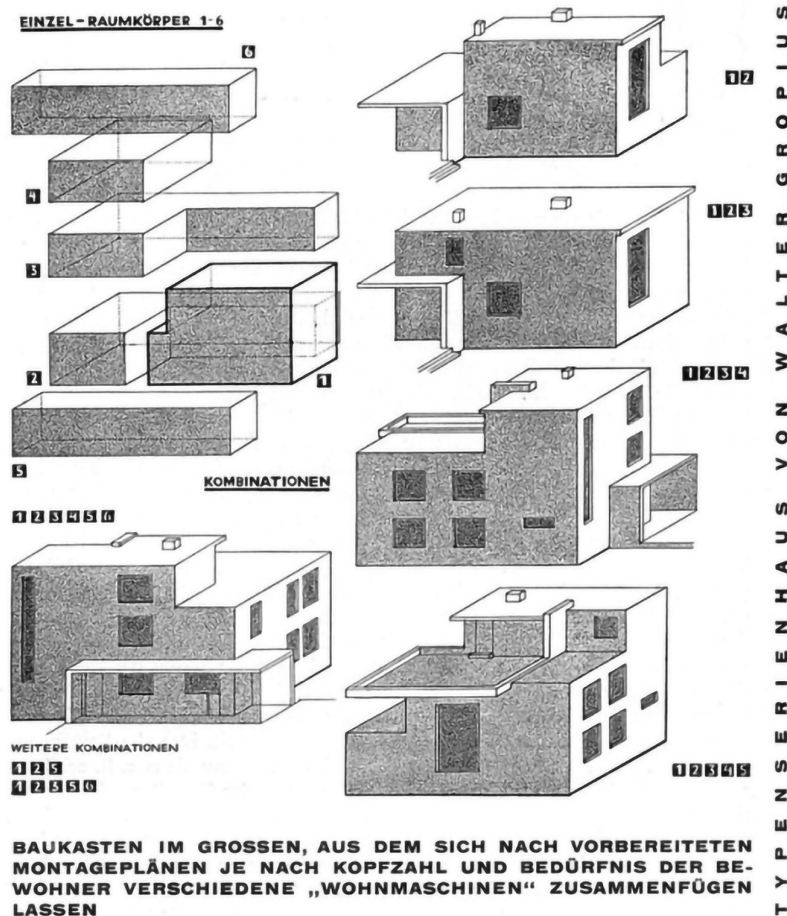 EINZEL-RAUMKÖRPER 1-6
6
4
3
2
1
5
KOMBINATIONEN
1 2
1 2 3
1 2 3 4
1 2 3 4 5 6
1 2 3 4 5
WEITERE KOMBINATIONEN
1 2 5
1 2 3 5 6
BAUKASTEN IM GROSSEN, AUS DEM SICH NACH VORBEREITETEN
MONTAGEPLÄNEN JE NACH KOPFZAHL UND BEDÜRFNIS DER BE-
WOHNER VERSCHIEDENE „WOHNMASCHINEN“ ZUSAMMENFÜGEN
LASSEN
TYPENSERIENHAUS VON WALTER GROPIUS